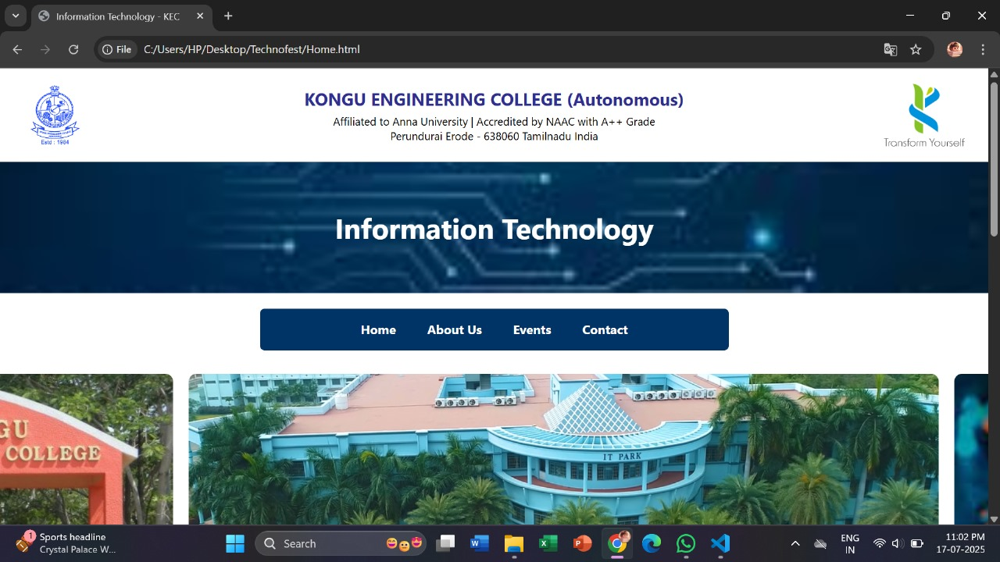 Information Technology - KEC
File
C:/Users/HP/Desktop/Technofest/Home.html
Estd : 1984
KONGU ENGINEERING COLLEGE (Autonomous)
Affiliated to Anna University | Accredited by NAAC with A++ Grade
Perundurai Erode - 638060 Tamilnadu India
Transform Yourself
Information Technology
Home About Us Events Contact
GU
COLLEGE
IT PARK
1
Sports headline
Crystal Palace W...
Search
ENG
IN
11:02 PM
17-07-2025